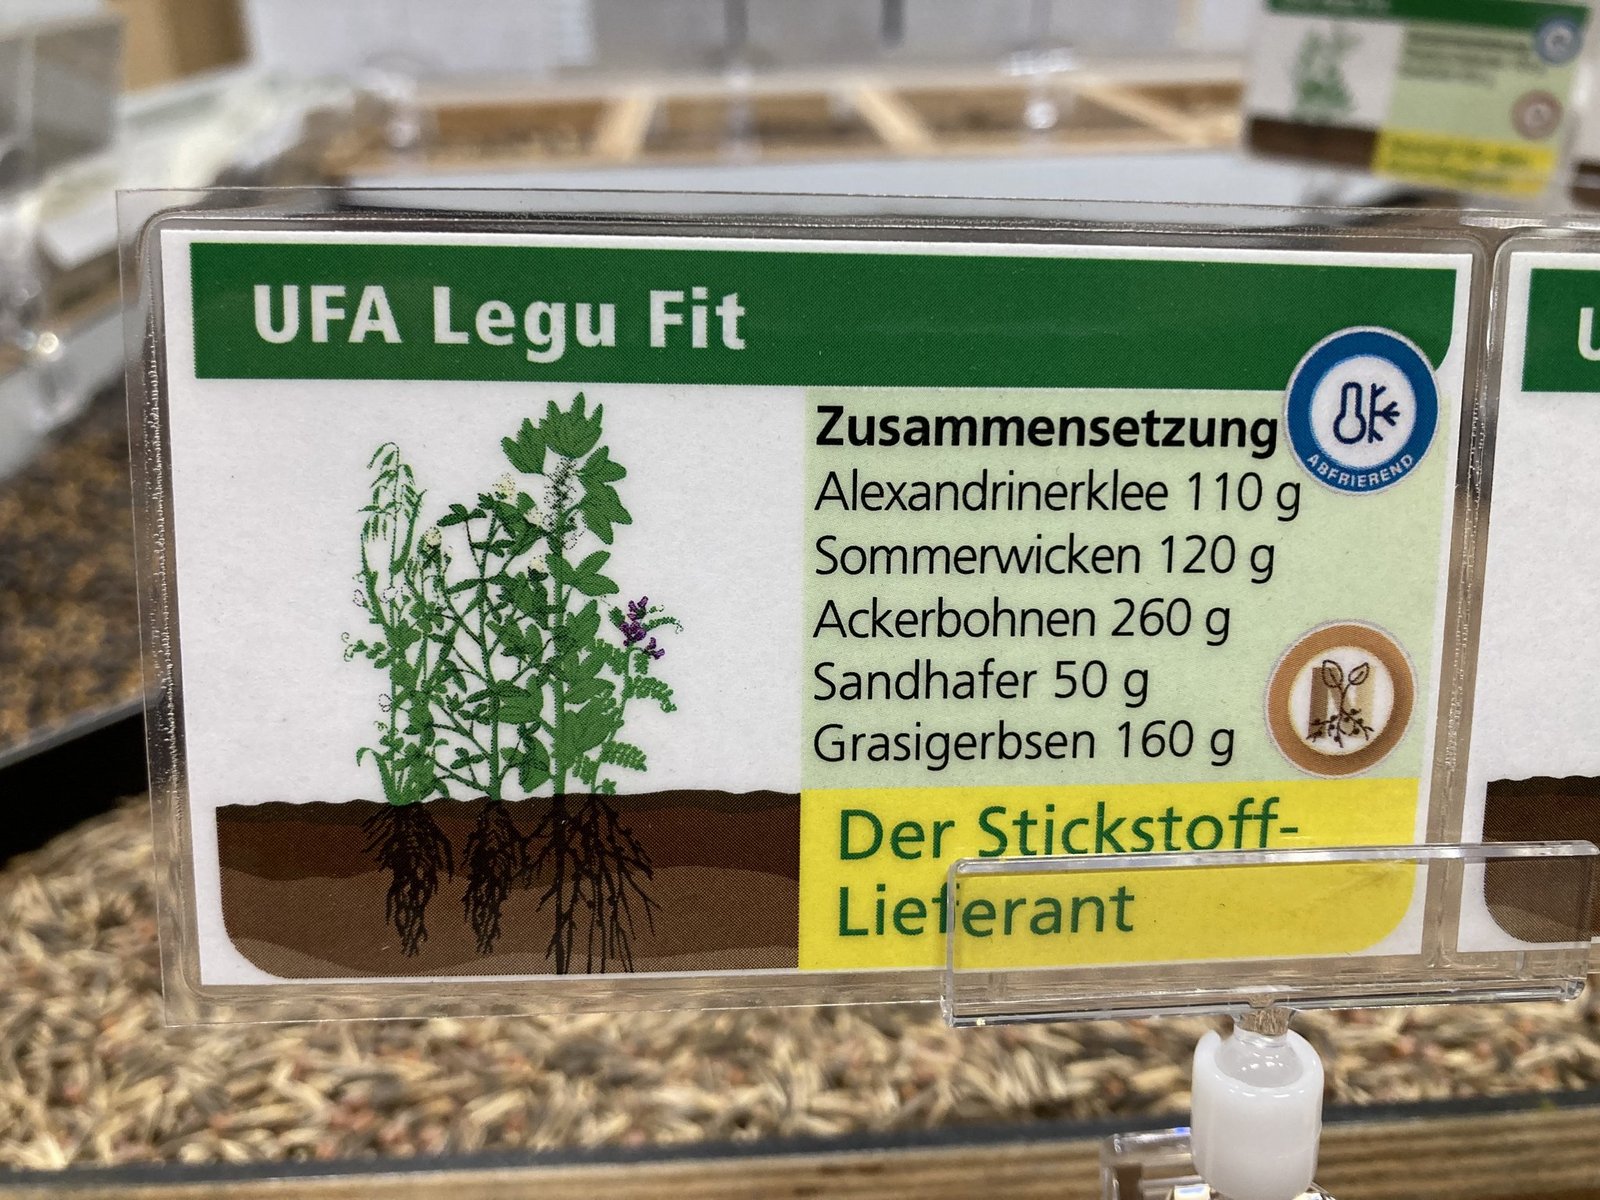 UFA Legu Fit
Zusammensetzung
ABFRIEREND
Alexandrinerklee 110 g
Sommerwicken 120 g
Ackerbohnen 260 g
Sandhafer 50 g
Grasigerbsen 160 g
Der Stickstoff-
Lieferant